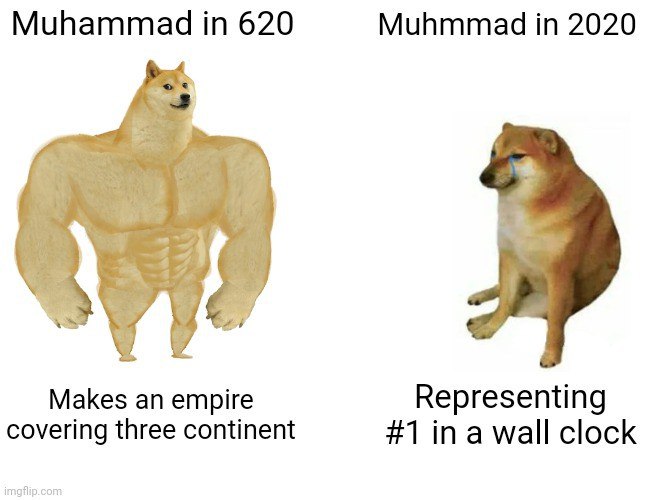 Muhammad in 620
Muhmmad in 2020
Makes an empire
covering three continent
Representing
#1 in a wall clock
imgflip.com